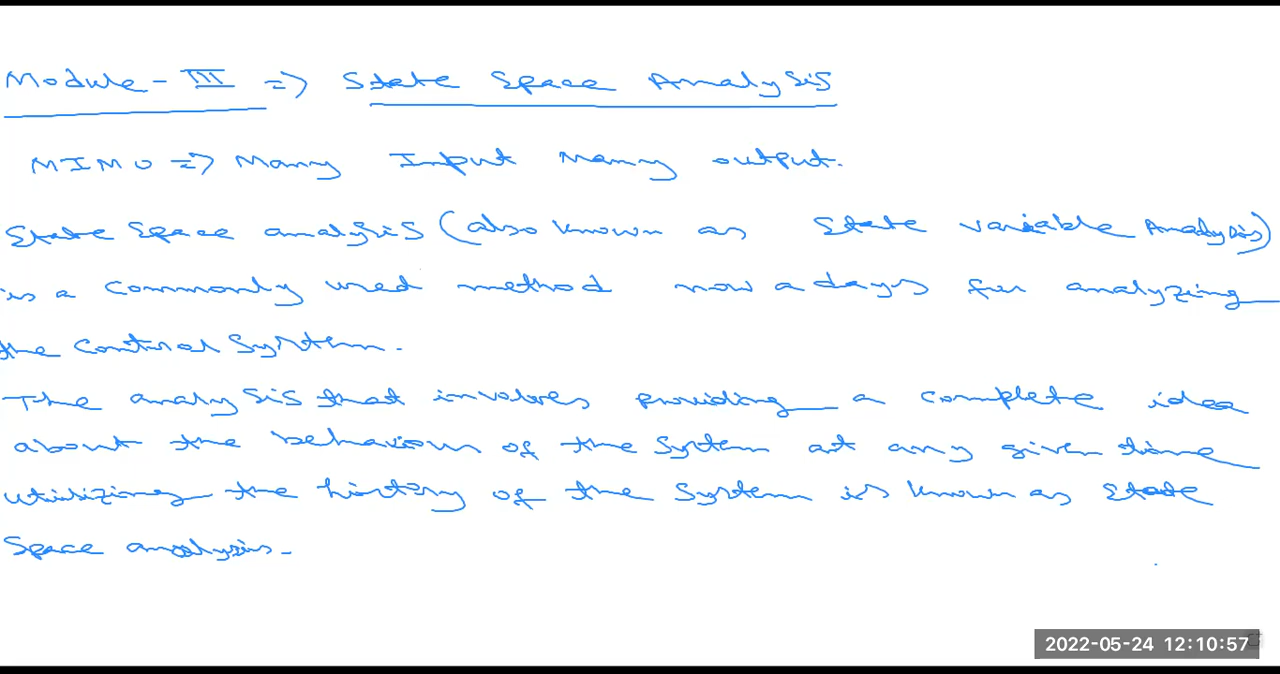 Module - III => State Space Analysis
MIMO => Many Input Many output.
State Space analysis (also known as State variable Analysis)
is a commonly used method now a days for analyzing
the Control System.
The analysis that involves providing a complete idea
about the behaviour of the System at any given time
utilizing the history of the System is known as State
Space analysis.
2022-05-24 12:10:57